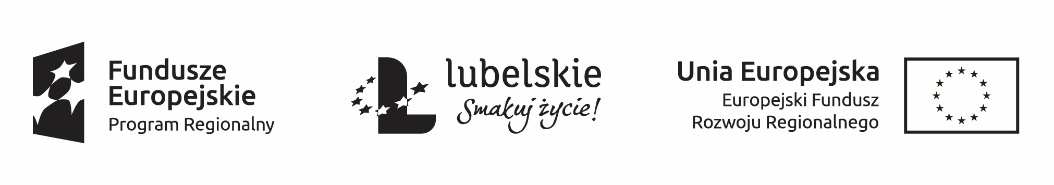 Fundusze
Europejskie
Program Regionalny
lubelskie
Smakuj życie!
Unia Europejska
Europejski Fundusz
Rozwoju Regionalnego